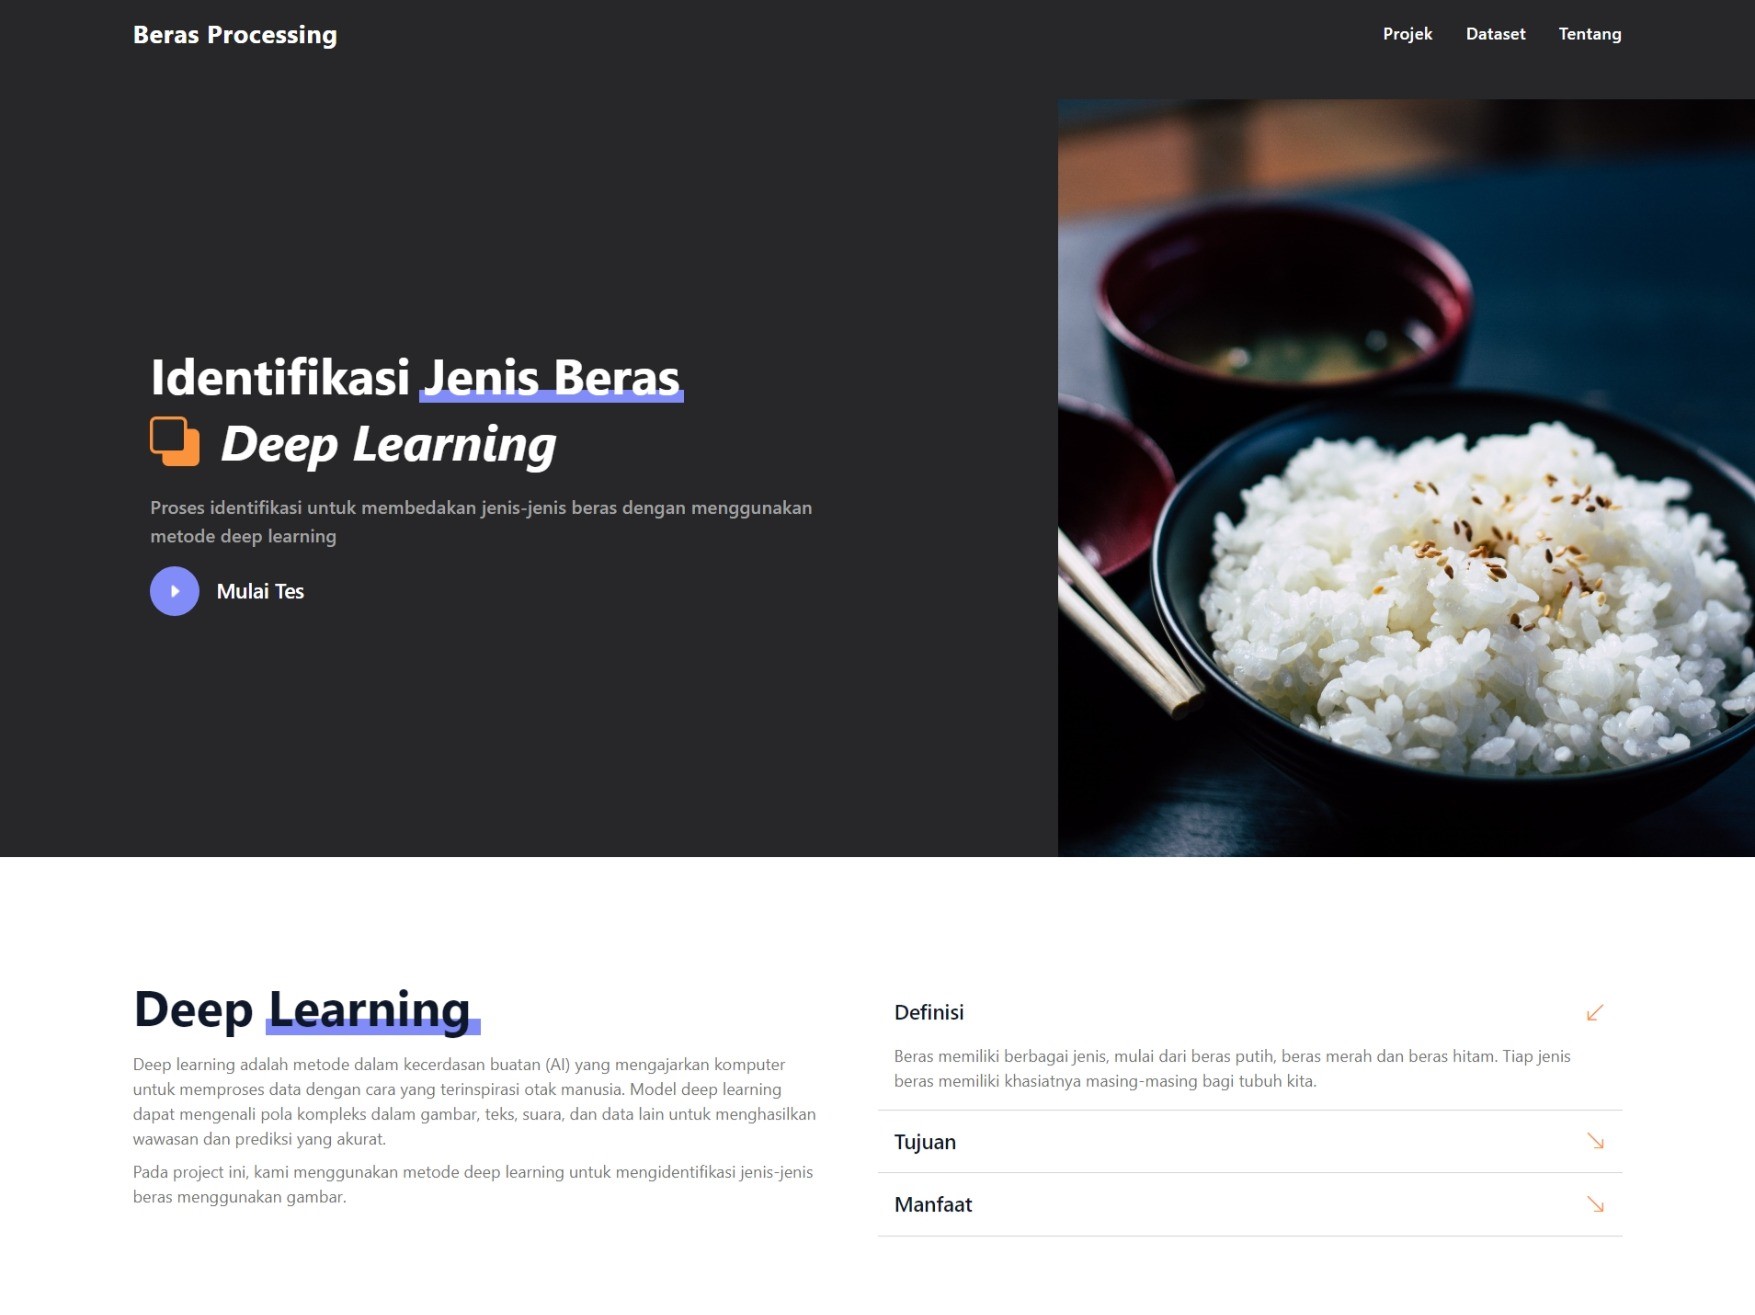 Beras Processing
Projek Dataset Tentang
Identifikasi Jenis Beras
Deep Learning
Proses identifikasi untuk membedakan jenis-jenis beras dengan menggunakan
metode deep learning
Mulai Tes
Deep Learning
Deep learning adalah metode dalam kecerdasan buatan (AI) yang mengajarkan komputer
untuk memproses data dengan cara yang terinspirasi otak manusia. Model deep learning
dapat mengenali pola kompleks dalam gambar, teks, suara, dan data lain untuk menghasilkan
wawasan dan prediksi yang akurat.
Pada project ini, kami menggunakan metode deep learning untuk mengidentifikasi jenis-jenis
beras menggunakan gambar.
Definisi
Beras memiliki berbagai jenis, mulai dari beras putih, beras merah dan beras hitam. Tiap jenis
beras memiliki khasiatnya masing-masing bagi tubuh kita.
Tujuan
Manfaat